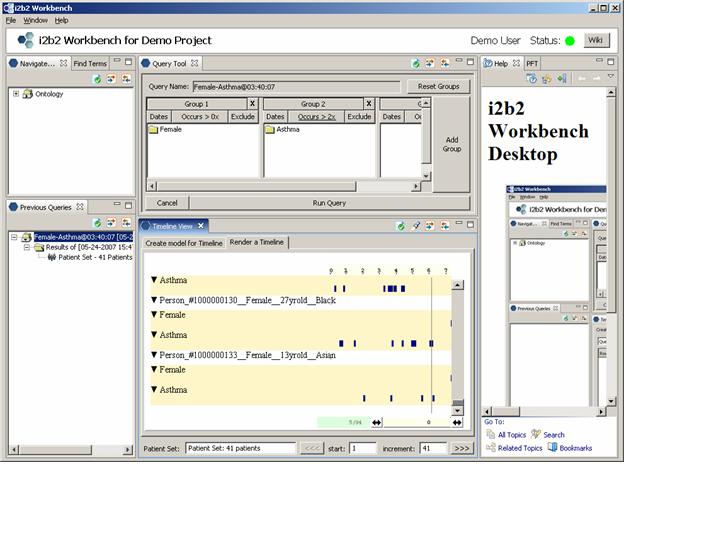 i2b2 Workbench
File Window Help
i2b2 Workbench for Demo Project
Demo User Status: Wiki
Navigate... Find Terms
Ontology
Query Tool
Query Name: Female-Asthma@03:40:07 Reset Groups
Group 1 X Group 2 X
Dates Occurs > 0x Exclude Dates Occurs > 2x Exclude Dates
Female Asthma
Add
Group
Cancel Run Query
Previous Queries
Female-Asthma@03:40:07 [05-2
Results of [05-24-2007 15:4
Patient Set - 41 Patients
Timeline View
Create model for Timeline Render a Timeline
0 1 2 3 4 5 6 7
Asthma
Person_#1000000130__Female__27yrold__Black
Female
Asthma
Person_#1000000133__Female__13yrold__Asian
Female
Asthma
5/94 0
Patient Set: Patient Set: 41 patients <<< start: 1 increment: 41 >>>
Help PFT
i2b2
Workbench
Desktop
i2b2 Workbench
File Window Help
i2b2 Workbench for Demo P
Navigat... Find Terms
Ontology
Previous Queries
Go To:
All Topics Search
Related Topics Bookmarks